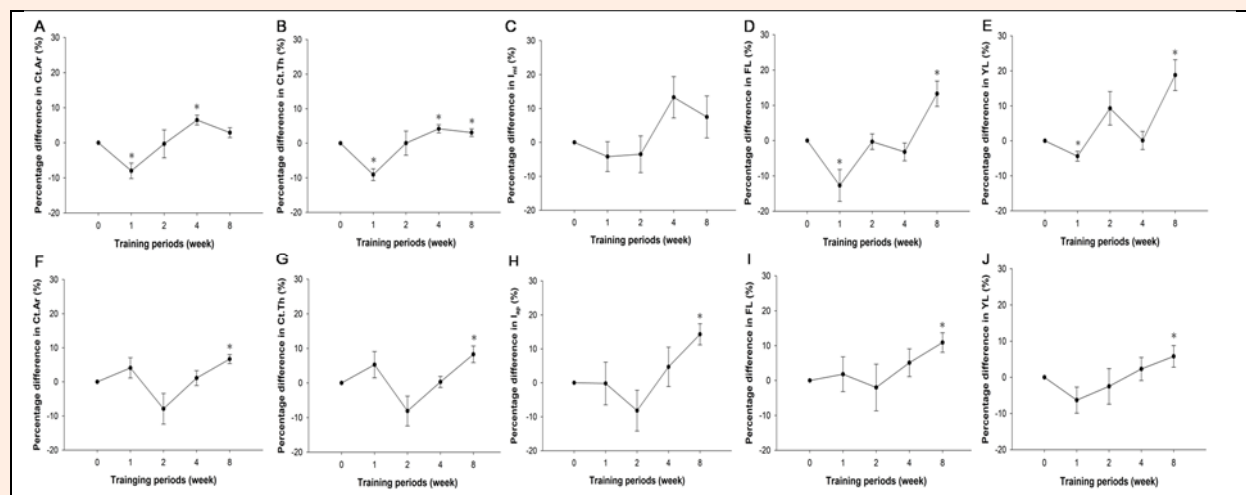 A
Percentage difference in Ct.Ar (%)
30
20
10
0
-10
-20
*
*
0 1 2 4 8
Training periods (week)
B
Percentage difference in Ct.Th (%)
30
20
10
0
-10
-20
*
*
*
0 1 2 4 8
Training periods (week)
C
Percentage difference in Iml (%)
30
20
10
0
-10
-20
0 1 2 4 8
Training periods (week)
D
Percentage difference in FL (%)
30
20
10
0
-10
-20
*
*
0 1 2 4 8
Training periods (week)
E
Percentage difference in YL (%)
30
20
10
0
-10
-20
*
*
0 1 2 4 8
Training periods (week)
F
Percentage difference in Ct.Ar (%)
30
20
10
0
-10
-20
*
0 1 2 4 8
Trainging periods (week)
G
Percentage difference in Ct.Th (%)
30
20
10
0
-10
-20
*
0 1 2 4 8
Training periods (week)
H
Percentage difference in Iap (%)
30
20
10
0
-10
-20
*
0 1 2 4 8
Training periods (week)
I
Percentage difference in FL (%)
30
20
10
0
-10
-20
*
0 1 2 4 8
Training periods (week)
J
Percentage difference in YL (%)
30
20
10
0
-10
-20
*
0 1 2 4 8
Training periods (week)